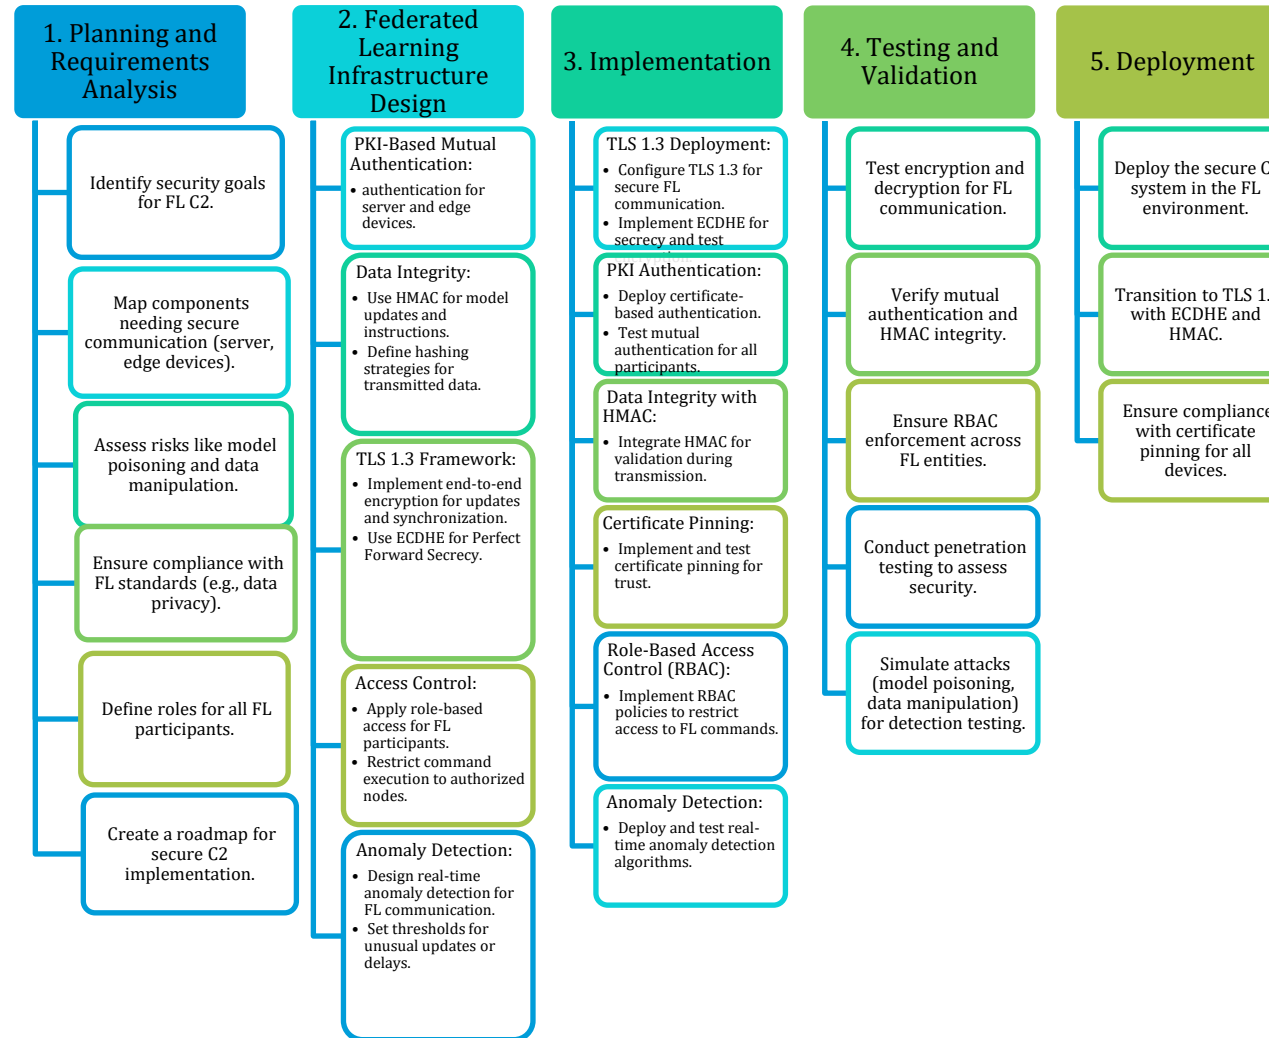 1. Planning and
Requirements
Analysis
Identify security goals
for FL C2.
Map components
needing secure
communication (server,
edge devices).
Assess risks like model
poisoning and data
manipulation.
Ensure compliance with
FL standards (e.g., data
privacy).
Define roles for all FL
participants.
Create a roadmap for
secure C2
implementation.
2. Federated
Learning
Infrastructure
Design
PKI-Based Mutual
Authentication:
• authentication for
server and edge
devices.
Data Integrity:
• Use HMAC for model
updates and
instructions.
• Define hashing
strategies for
transmitted data.
TLS 1.3 Framework:
• Implement end-to-end
encryption for updates
and synchronization.
• Use ECDHE for Perfect
Forward Secrecy.
Access Control:
• Apply role-based
access for FL
participants.
• Restrict command
execution to authorized
nodes.
Anomaly Detection:
• Design real-time
anomaly detection for
FL communication.
• Set thresholds for
unusual updates or
delays.
3. Implementation
TLS 1.3 Deployment:
• Configure TLS 1.3 for
secure FL
communication.
• Implement ECDHE for
secrecy and test
PKI Authentication:
• Deploy certificate-
based authentication.
• Test mutual
authentication for all
participants.
Data Integrity with
HMAC:
• Integrate HMAC for
validation during
transmission.
Certificate Pinning:
• Implement and test
certificate pinning for
trust.
Role-Based Access
Control (RBAC):
• Implement RBAC
policies to restrict
access to FL commands.
Anomaly Detection:
• Deploy and test real-
time anomaly detection
algorithms.
4. Testing and
Validation
Test encryption and
decryption for FL
communication.
Verify mutual
authentication and
HMAC integrity.
Ensure RBAC
enforcement across
FL entities.
Conduct penetration
testing to assess
security.
Simulate attacks
(model poisoning,
data manipulation)
for detection testing.
5. Deployment
Deploy the secure
system in the FL
environment.
Transition to TLS
with ECDHE and
HMAC.
Ensure compliance
with certificate
pinning for all
devices.